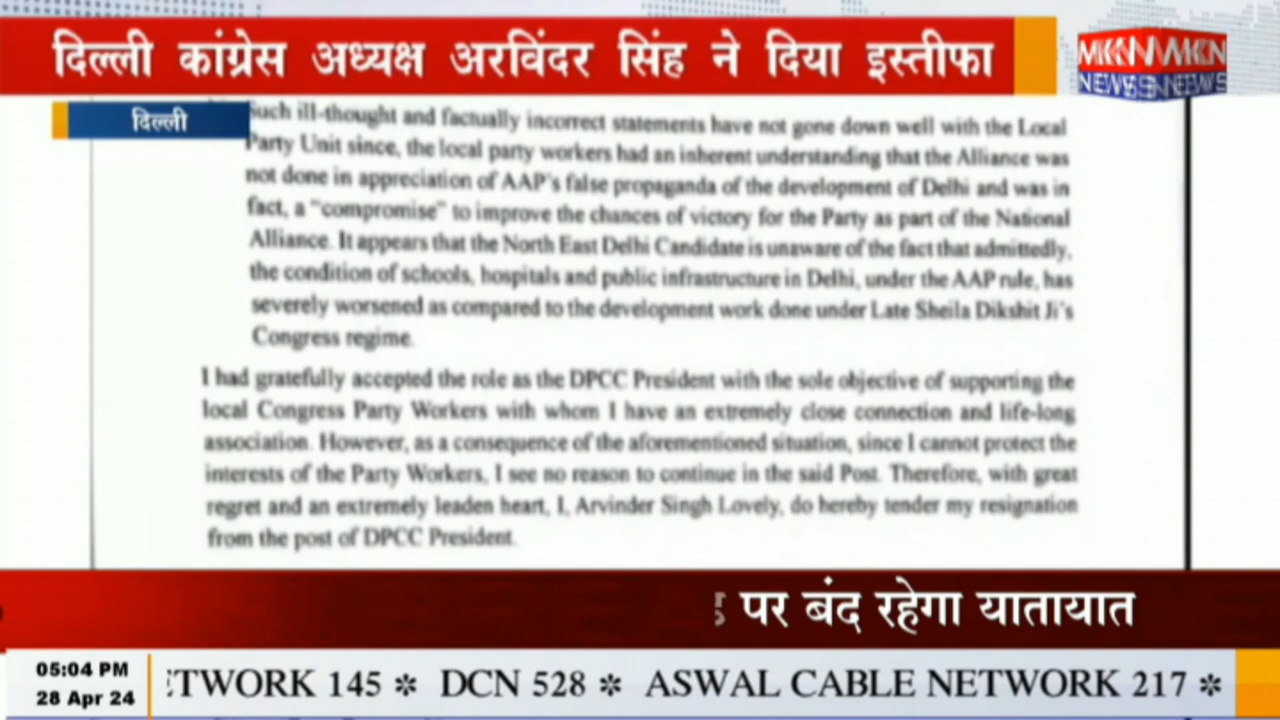 दिल्ली कांग्रेस अध्यक्ष अरविंदर सिंह ने दिया इस्तीफा
MKN NEWS
दिल्ली
Such ill-thought and factually incorrect statements have not gone down well with the Local
Party Unit since, the local party workers had an inherent understanding that the Alliance was
not done in appreciation of AAP's false propaganda of the development of Delhi and was in
fact, a "compromise" to improve the chances of victory for the Party as part of the National
Alliance. It appears that the North East Delhi Candidate is unaware of the fact that admittedly,
the condition of schools, hospitals and public infrastructure in Delhi, under the AAP rule, has
severely worsened as compared to the development work done under Late Sheila Dikshit Ji's
Congress regime.
I had gratefully accepted the role as the DPCC President with the sole objective of supporting the
local Congress Party Workers with whom I have an extremely close connection and life-long
association. However, as a consequence of the aforementioned situation, since I cannot protect the
interests of the Party Workers, I see no reason to continue in the said Post. Therefore, with great
regret and an extremely leaden heart, I, Arvinder Singh Lovely, do hereby tender my resignation
from the post of DPCC President.
पर बंद रहेगा यातायात
05:04 PM
28 Apr 24
ETWORK 145 * DCN 528 * ASWAL CABLE NETWORK 217 *